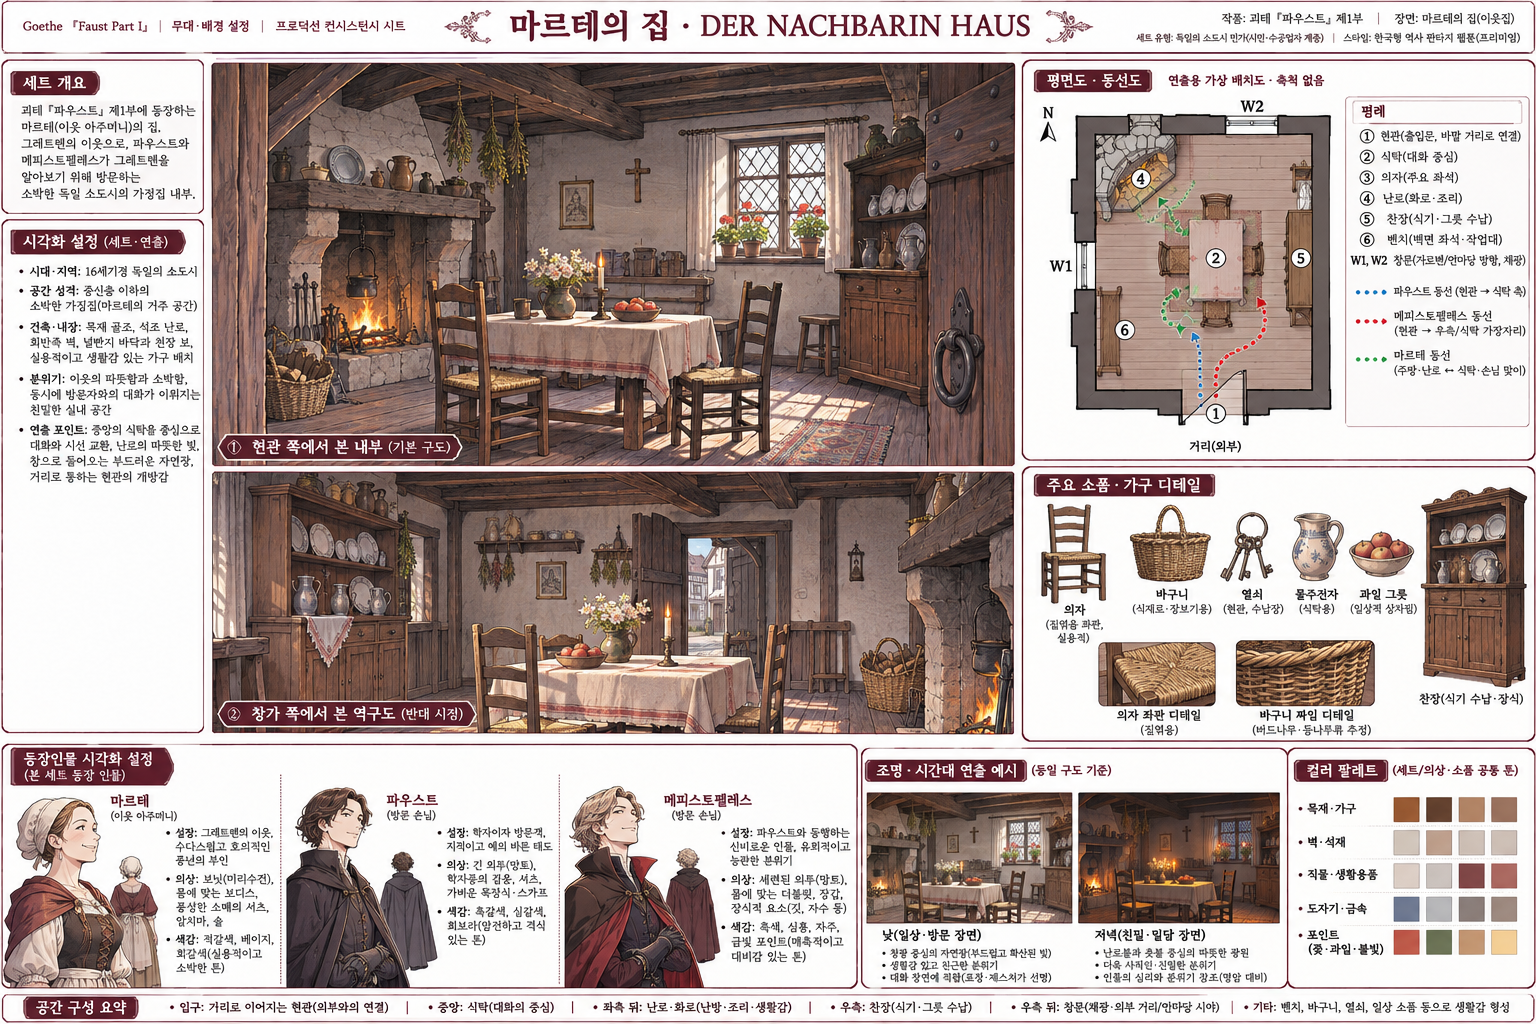 Goethe 『Faust Part I』 | 무대·배경 설정 | 프로덕션 컨시스턴시 시트
마르테의 집 · DER NACHBARIN HAUS
작품: 괴테 『파우스트』 제1부 | 장면: 마르테의 집(이웃집)
세트 유형: 독일의 소도시 민가(시민·수공업자 계층) | 스타일: 한국형 역사 판타지 웹툰(프리미엄)
세트 개요
괴테 『파우스트』 제1부에 등장하는
마르테(이웃 아주머니)의 집.
그레트헨의 이웃으로, 파우스트와
메피스토펠레스가 그레트헨을
알아보기 위해 방문하는
소박한 독일 소도시의 가정집 내부.
시각화 설정 (세트·연출)
• 시대·지역: 16세기경 독일의 소도시
• 공간 성격: 중신층 이하의
소박한 가정집(마르테의 거주 공간)
• 건축·내장: 목재 골조, 석조 난로,
회반죽 벽, 널빤지 바닥과 천장 보,
실용적이고 생활감 있는 가구 배치
• 분위기: 이웃의 따뜻함과 소박함,
동시에 방문자와의 대화가 이뤄지는
친밀한 실내 공간
• 연출 포인트: 중앙의 식탁을 중심으로
대화와 시선 교환, 난로의 따뜻한 빛,
창으로 들어오는 부드러운 자연광,
거리로 통하는 현관의 개방감
① 현관 쪽에서 본 내부 (기본 구도)
② 창가 쪽에서 본 역구도 (반대 시점)
평면도·동선도 연출용 가상 배치도 · 축척 없음
N
W2
W1
4
2
5
6
1
거리(외부)
평례
① 현관(출입문, 바깥 거리로 연결)
② 식탁(대화 중심)
③ 의자(주요 좌석)
④ 난로(화로·조리)
⑤ 찬장(식기·그릇 수납)
⑥ 벤치(벽면 좌석·작업대)
W1, W2 창문(가로변/안마당 방향, 채광)
파우스트 동선 (현관 → 식탁 측)
메피스토펠레스 동선
(현관 → 우측/식탁 가장자리)
마르테 동선
(주방·난로 ↔ 식탁·손님 맞이)
주요 소품·가구 디테일
의자
(짚엮음 좌판,
실용적)
바구니
(식재료·장보기용)
열쇠
(현관, 수납장)
물주전자
(식탁용)
과일 그릇
(일상적 상차림)
의자 좌판 디테일
(짚엮음)
바구니 짜임 디테일
(버드나무·등나무류 추정)
찬장(식기 수납·장식)
등장인물 시각화 설정
(본 세트 등장 인물)
마르테
(이웃 아주머니)
• 설정: 그레트헨의 이웃,
수다스럽고 호의적인
중년의 부인
• 의상: 보닛(머리수건),
몸에 맞는 보디스,
풍성한 소매의 셔츠,
앞치마, 숄
• 색감: 적갈색, 베이지,
회갈색(실용적이고
소박한 톤)
파우스트
(방문 손님)
• 설정: 학자이자 방문객,
지적이고 예의 바른 태도
• 의상: 긴 외투(망토),
학자풍의 겉옷, 셔츠,
가벼운 목장식·스카프
• 색감: 흑갈색, 심갈색,
회보라(암전하고 격식
있는 톤)
메피스토펠레스
(방문 손님)
• 설정: 파우스트와 동행하는
신비로운 인물, 유희적이고
능란한 분위기
• 의상: 세련된 외투(망토),
몸에 맞는 더블릿, 장갑,
장식적 요소(깃, 자수 등)
• 색감: 흑색, 심홍, 자주,
금빛 포인트(매혹적이고
대비감 있는 톤)
조명·시간대 연출 예시 (동일 구도 기준)
낮(일상·방문 장면)
• 창광 중심의 자연광(부드럽고 확산된 빛)
• 생활감 있고 친근한 분위기
• 대화 장면에 적합(표정·제스처가 선명)
저녁(친밀·밀담 장면)
• 난로불과 촛불 중심의 따뜻한 광원
• 더욱 사적인·친밀한 분위기
• 인물의 심리와 분위기 강조(명암 대비)
컬러 팔레트 (세트/의상·소품 공통 톤)
• 목재·가구
• 벽·석재
• 직물·생활용품
• 도자기·금속
• 포인트
(꽃·과일·불빛)
공간 구성 요약
• 입구: 거리로 이어지는 현관(외부와의 연결) | • 중앙: 식탁(대화의 중심) | • 좌측 뒤: 난로·화로(난방·조리·생활감) | • 우측: 찬장(식기·그릇 수납) | • 우측 뒤: 창문(채광·외부 거리/안마당 시야) | • 기타: 벤치, 바구니, 열쇠, 일상 소품 등으로 생활감 형성